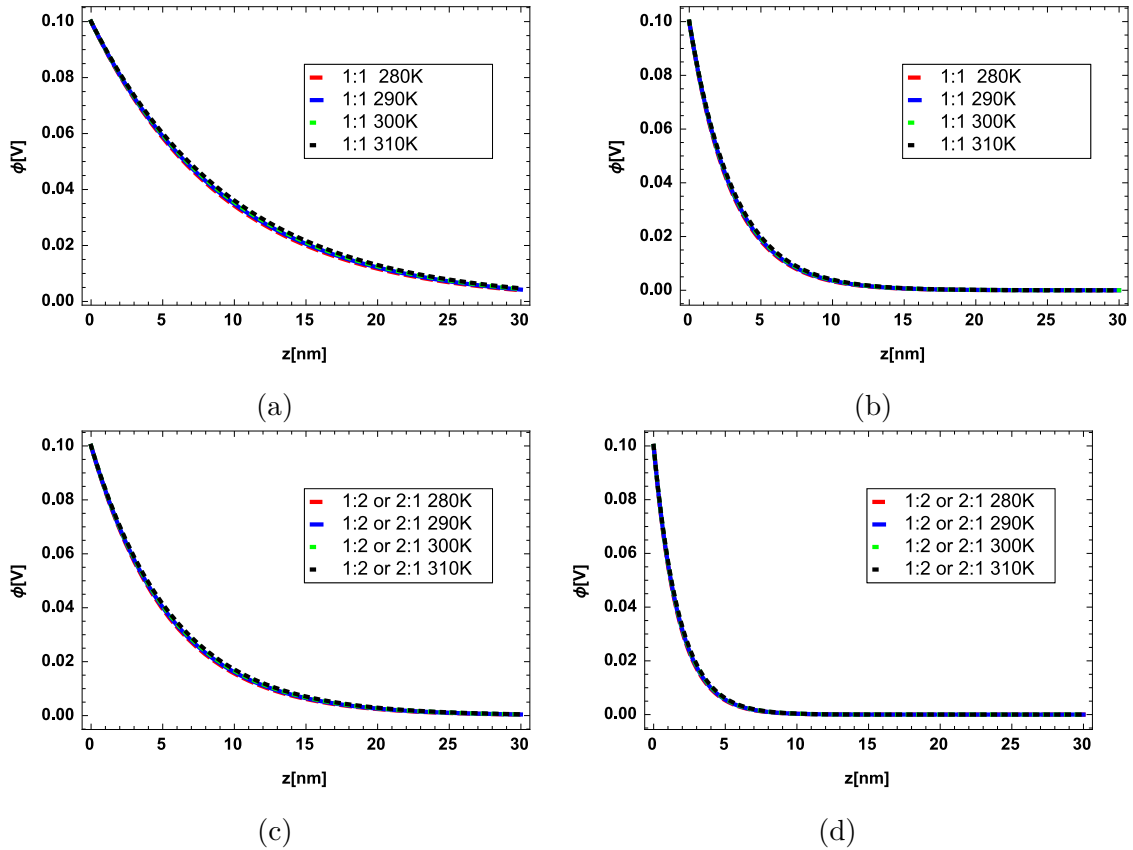 0.10
0.08
0.06
0.04
0.02
0.00
ϕ[V]
1:1 280K
1:1 290K
1:1 300K
1:1 310K
0 5 10 15 20 25 30
z[nm]
(a)
0.10
0.08
0.06
0.04
0.02
0.00
ϕ[V]
1:1 280K
1:1 290K
1:1 300K
1:1 310K
0 5 10 15 20 25 30
z[nm]
(b)
0.10
0.08
0.06
0.04
0.02
0.00
ϕ[V]
1:2 or 2:1 280K
1:2 or 2:1 290K
1:2 or 2:1 300K
1:2 or 2:1 310K
0 5 10 15 20 25 30
z[nm]
(c)
0.10
0.08
0.06
0.04
0.02
0.00
ϕ[V]
1:2 or 2:1 280K
1:2 or 2:1 290K
1:2 or 2:1 300K
1:2 or 2:1 310K
0 5 10 15 20 25 30
z[nm]
(d)